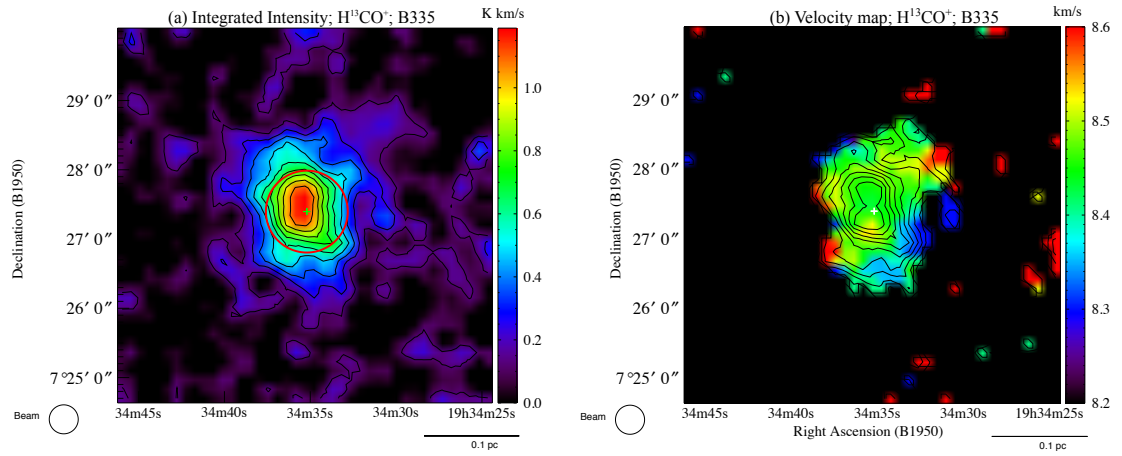 (a) Integrated Intensity; H¹³CO⁺; B335
K km/s
1.0
0.8
0.6
0.4
0.2
0.0
Declination (B1950)
29′ 0″
28′ 0″
27′ 0″
26′ 0″
7°25′ 0″
34m45s
34m40s
34m35s
34m30s
19h34m25s
Beam
0.1 pc
(b) Velocity map; H¹³CO⁺; B335
km/s
8.6
8.5
8.4
8.3
8.2
Declination (B1950)
29′ 0″
28′ 0″
27′ 0″
26′ 0″
7°25′ 0″
34m45s
34m40s
34m35s
34m30s
19h34m25s
Right Ascension (B1950)
Beam
0.1 pc